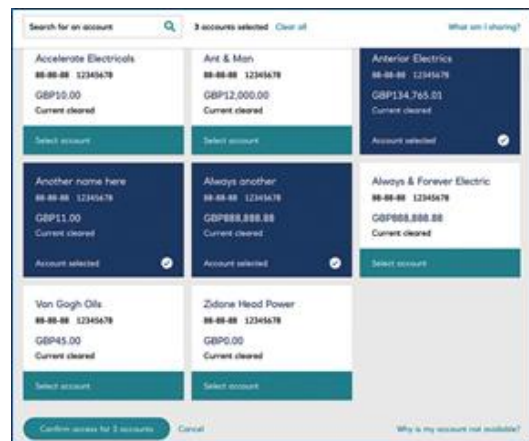 Search for an account
3 accounts selected Clear all
What am I sharing?
Accelerate Electricals
88-88-88 12345678
GBP10.00
Current cleared
Select account
Ant & Man
88-88-88 12345678
GBP12,000.00
Current cleared
Select account
Anterior Electrics
88-88-88 12345678
GBP134,765.01
Current cleared
Account selected
Another name here
88-88-88 12345678
GBP11.00
Current cleared
Account selected
Always another
88-88-88 12345678
GBP888,888.88
Current cleared
Account selected
Always & Forever Electric
88-88-88 12345678
GBP888,888.88
Current cleared
Select account
Van Gogh Oils
88-88-88 12345678
GBP45.00
Current cleared
Select account
Zidane Head Power
88-88-88 12345678
GBP0.00
Current cleared
Select account
Confirm access for 3 accounts
Cancel
Why is my account not available?